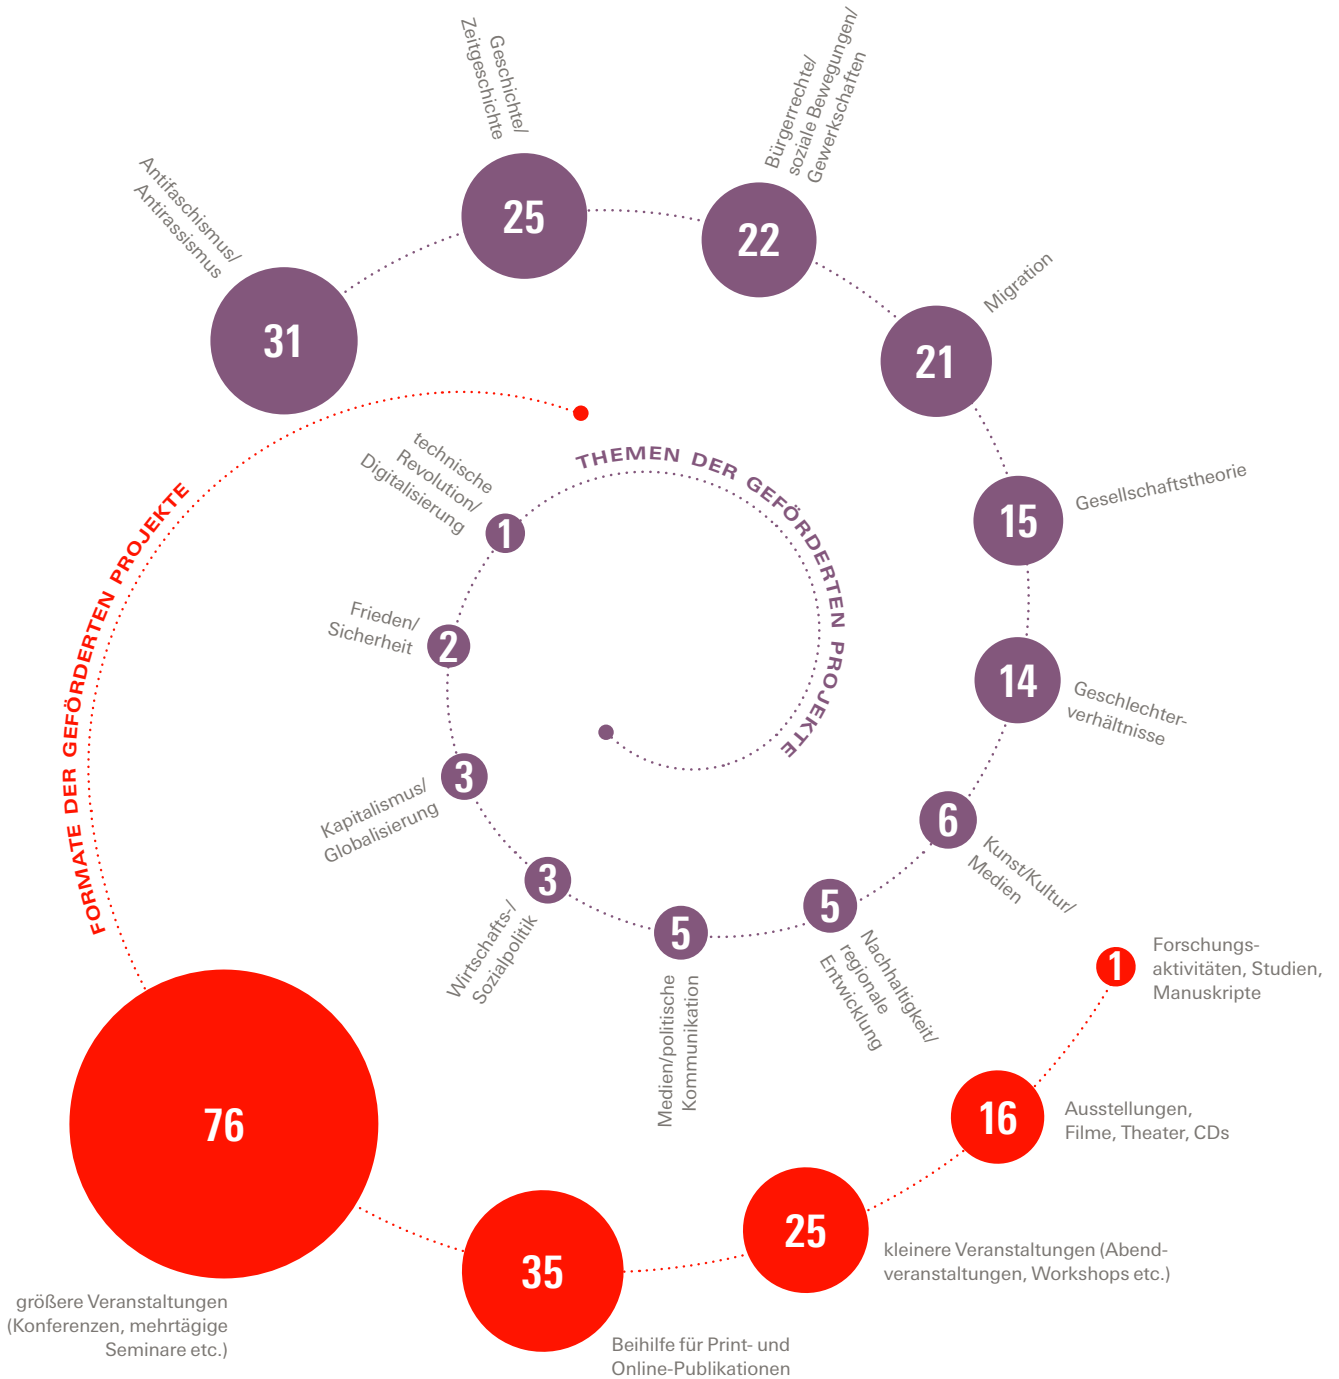 THEMEN DER GEFÖRDERTEN PROJEKTE
Antifaschismus/
Antirassismus
31
Geschichte/
Zeitgeschichte
25
Bürgerrechte/
soziale Bewegungen/
Gewerkschaften
22
Migration
21
Gesellschaftstheorie
15
Geschlechter-
verhältnisse
14
Kunst/Kultur/
Medien
6
Nachhaltigkeit/
regionale
Entwicklung
5
Medien/politische
Kommunikation
5
Wirtschafts-/
Sozialpolitik
3
Kapitalismus/
Globalisierung
3
Frieden/
Sicherheit
2
technische
Revolution/
Digitalisierung
1
FORMATE DER GEFÖRDERTEN PROJEKTE
76
größere Veranstaltungen
(Konferenzen, mehrtägige
Seminare etc.)
35
Beihilfe für Print- und
Online-Publikationen
25
kleinere Veranstaltungen (Abend-
veranstaltungen, Workshops etc.)
16
Ausstellungen,
Filme, Theater, CDs
1
Forschungs-
aktivitäten, Studien,
Manuskripte